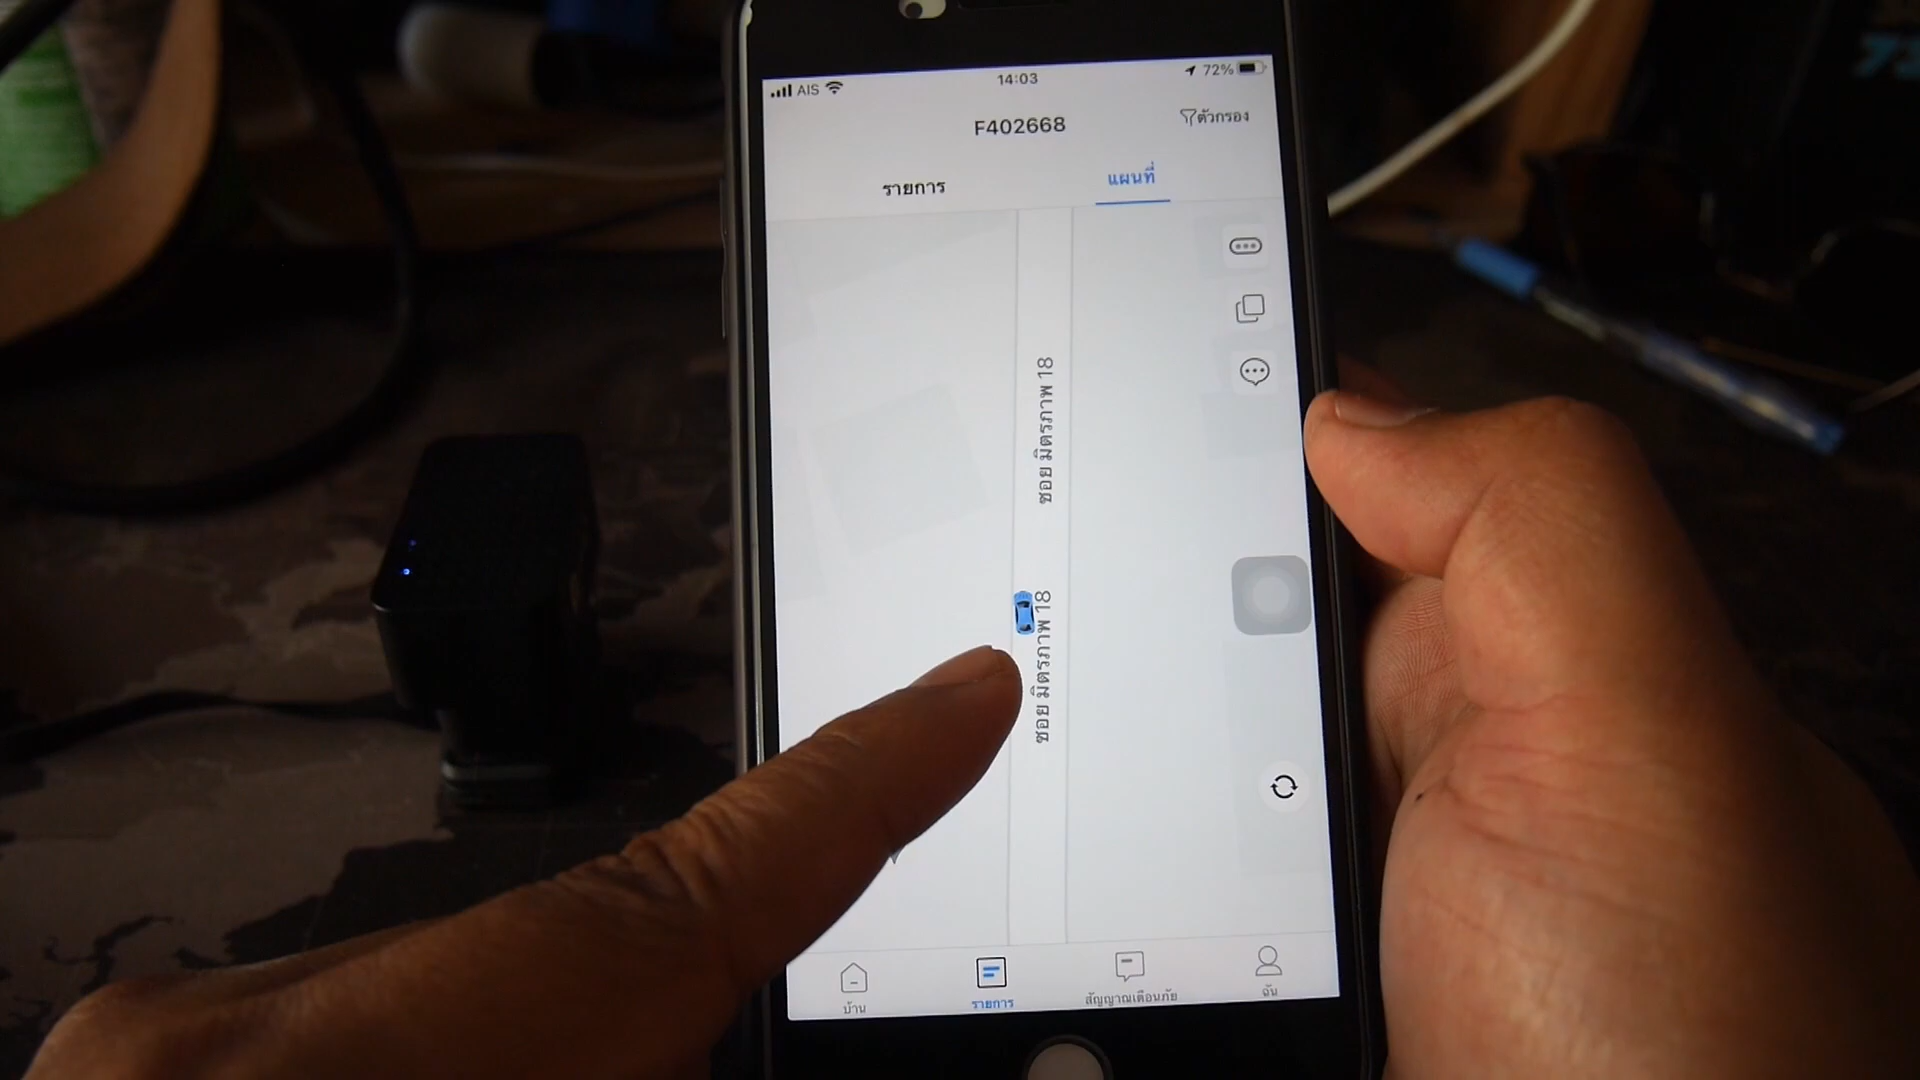 AIS
14:03
72%
F402668
ตัวกรอง
รายการ
แผนที่
ซอย มิตรภาพ 18
ซอย มิตรภาพ 18
บ้าน
รายการ
สัญญาณเตือนภัย
ฉัน